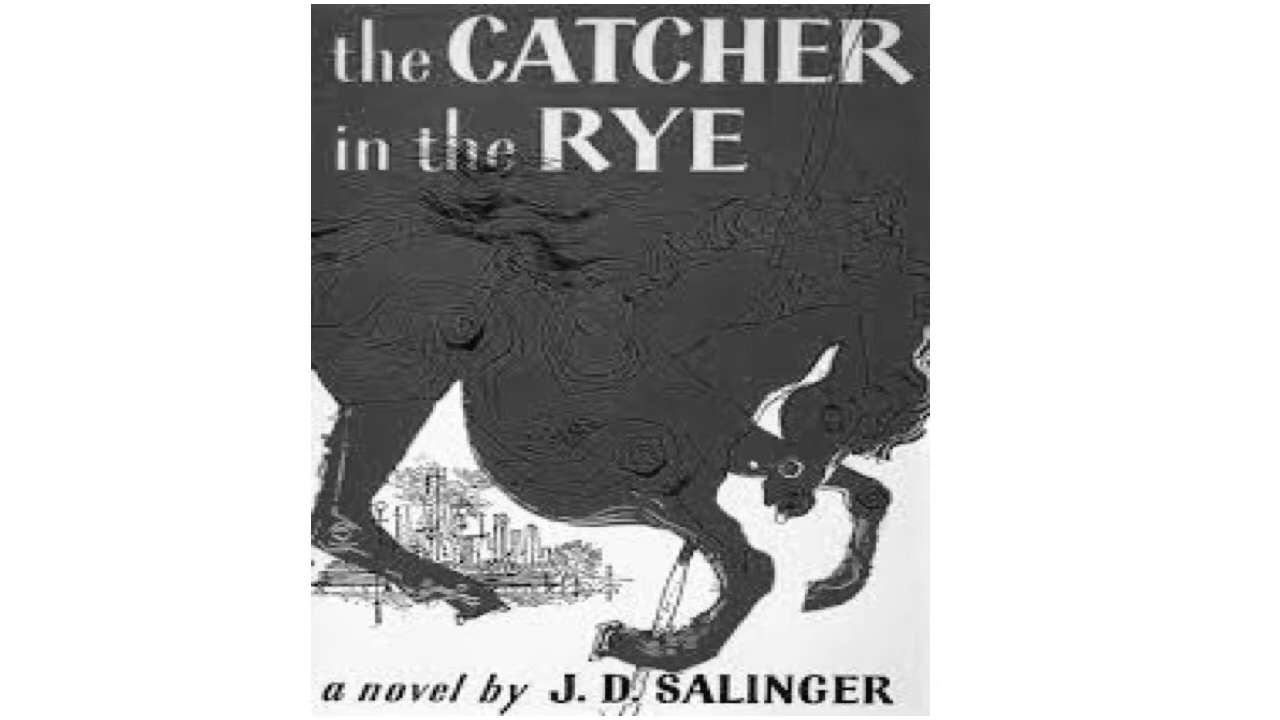 the CATCHER
in the RYE
a novel by J. D. SALINGER